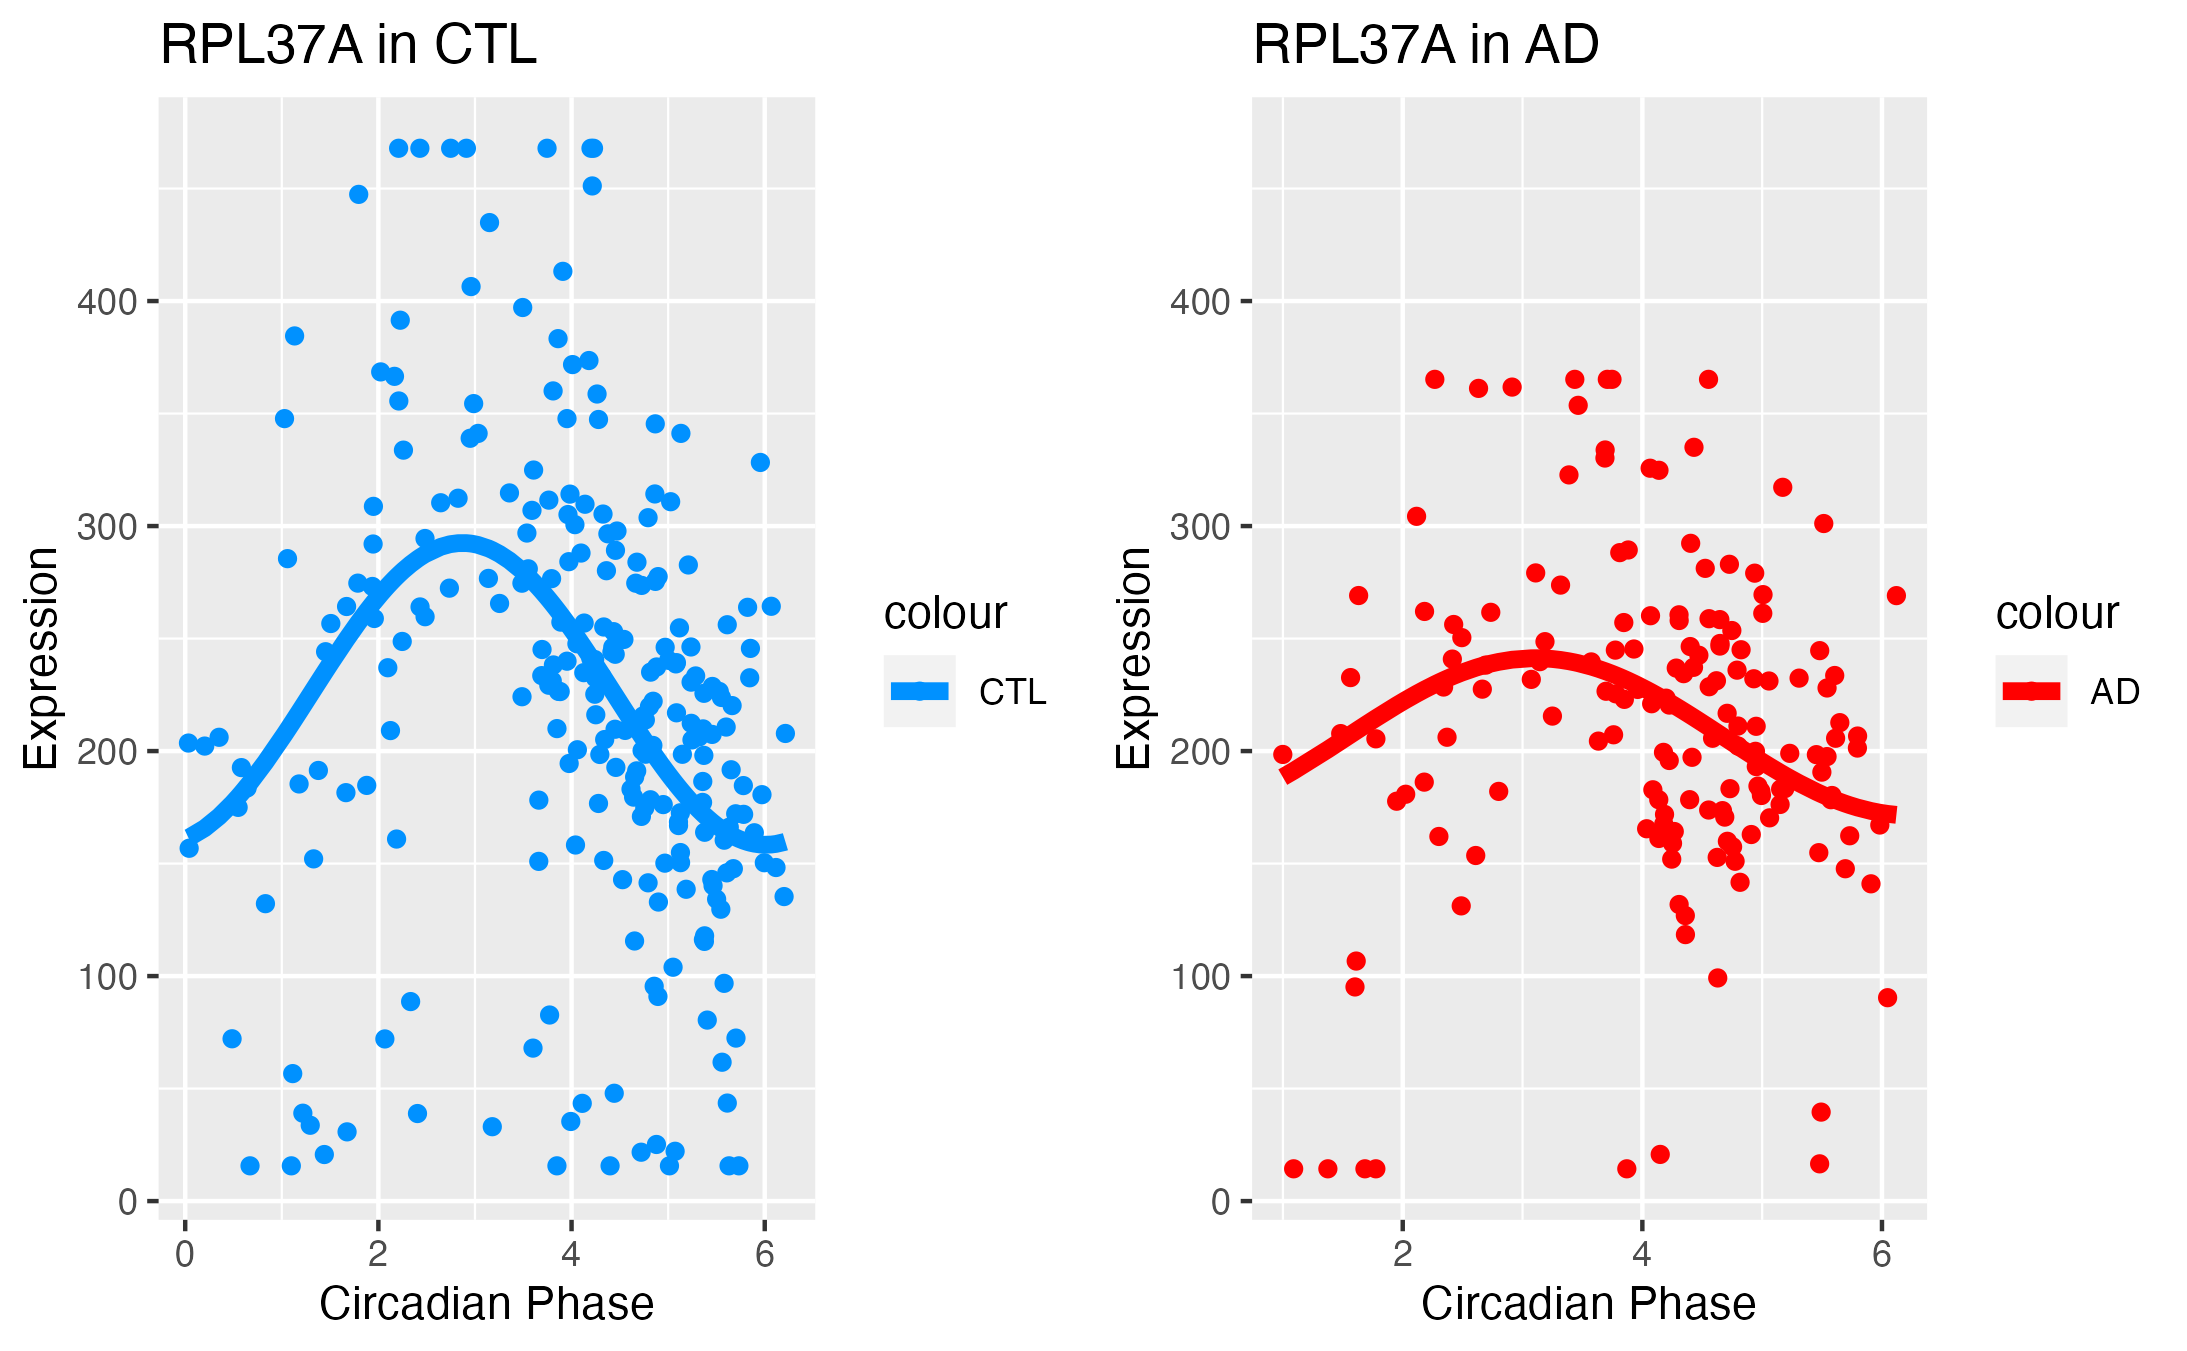 RPL37A in CTL
Expression
400
300
200
100
0
0 2 4 6
Circadian Phase
colour
CTL
RPL37A in AD
Expression
400
300
200
100
0
2 4 6
Circadian Phase
colour
AD